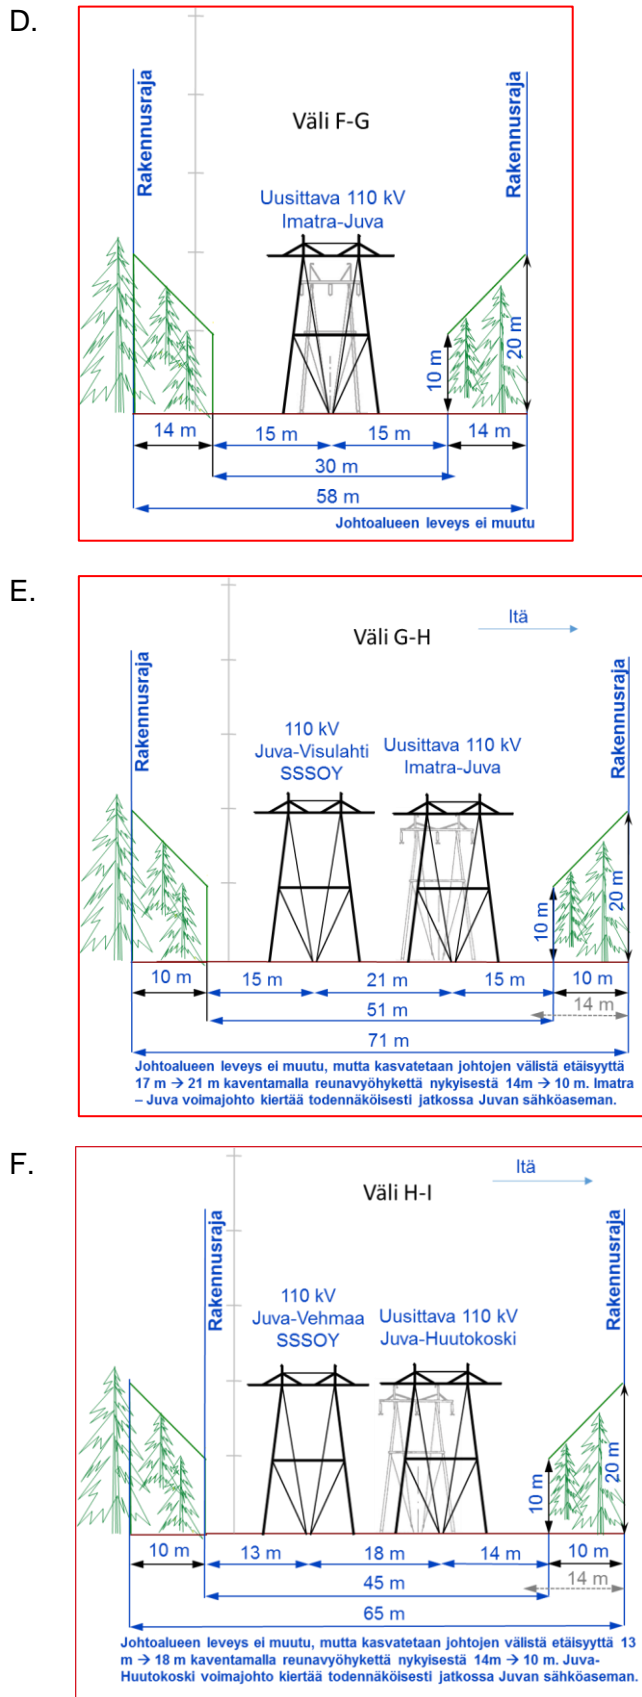 D.
Rakennusraja
Väli F-G
Rakennusraja
Uusittava 110 kV
Imatra-Juva
10 m
20 m
14 m
15 m
15 m
14 m
30 m
58 m
Johtoalueen leveys ei muutu
E.
Itä
Väli G-H
Rakennusraja
Rakennusraja
110 kV
Juva-Visulahti
SSSOY
Uusittava 110 kV
Imatra-Juva
10 m
20 m
10 m
15 m
21 m
15 m
10 m
14 m
51 m
71 m
Johtoalueen leveys ei muutu, mutta kasvatetaan johtojen välistä etäisyyttä
17 m → 21 m kaventamalla reunavyöhykettä nykyisestä 14m → 10 m. Imatra
– Juva voimajohto kiertää todennäköisesti jatkossa Juvan sähköaseman.
F.
Itä
Väli H-I
Rakennusraja
Rakennusraja
110 kV
Juva-Vehmaa
SSSOY
Uusittava 110 kV
Juva-Huutokoski
10 m
20 m
10 m
13 m
18 m
14 m
10 m
14 m
45 m
65 m
Johtoalueen leveys ei muutu, mutta kasvatetaan johtojen välistä etäisyyttä 13
m → 18 m kaventamalla reunavyöhykettä nykyisestä 14m → 10 m. Juva-
Huutokoski voimajohto kiertää todennäköisesti jatkossa Juvan sähköaseman.